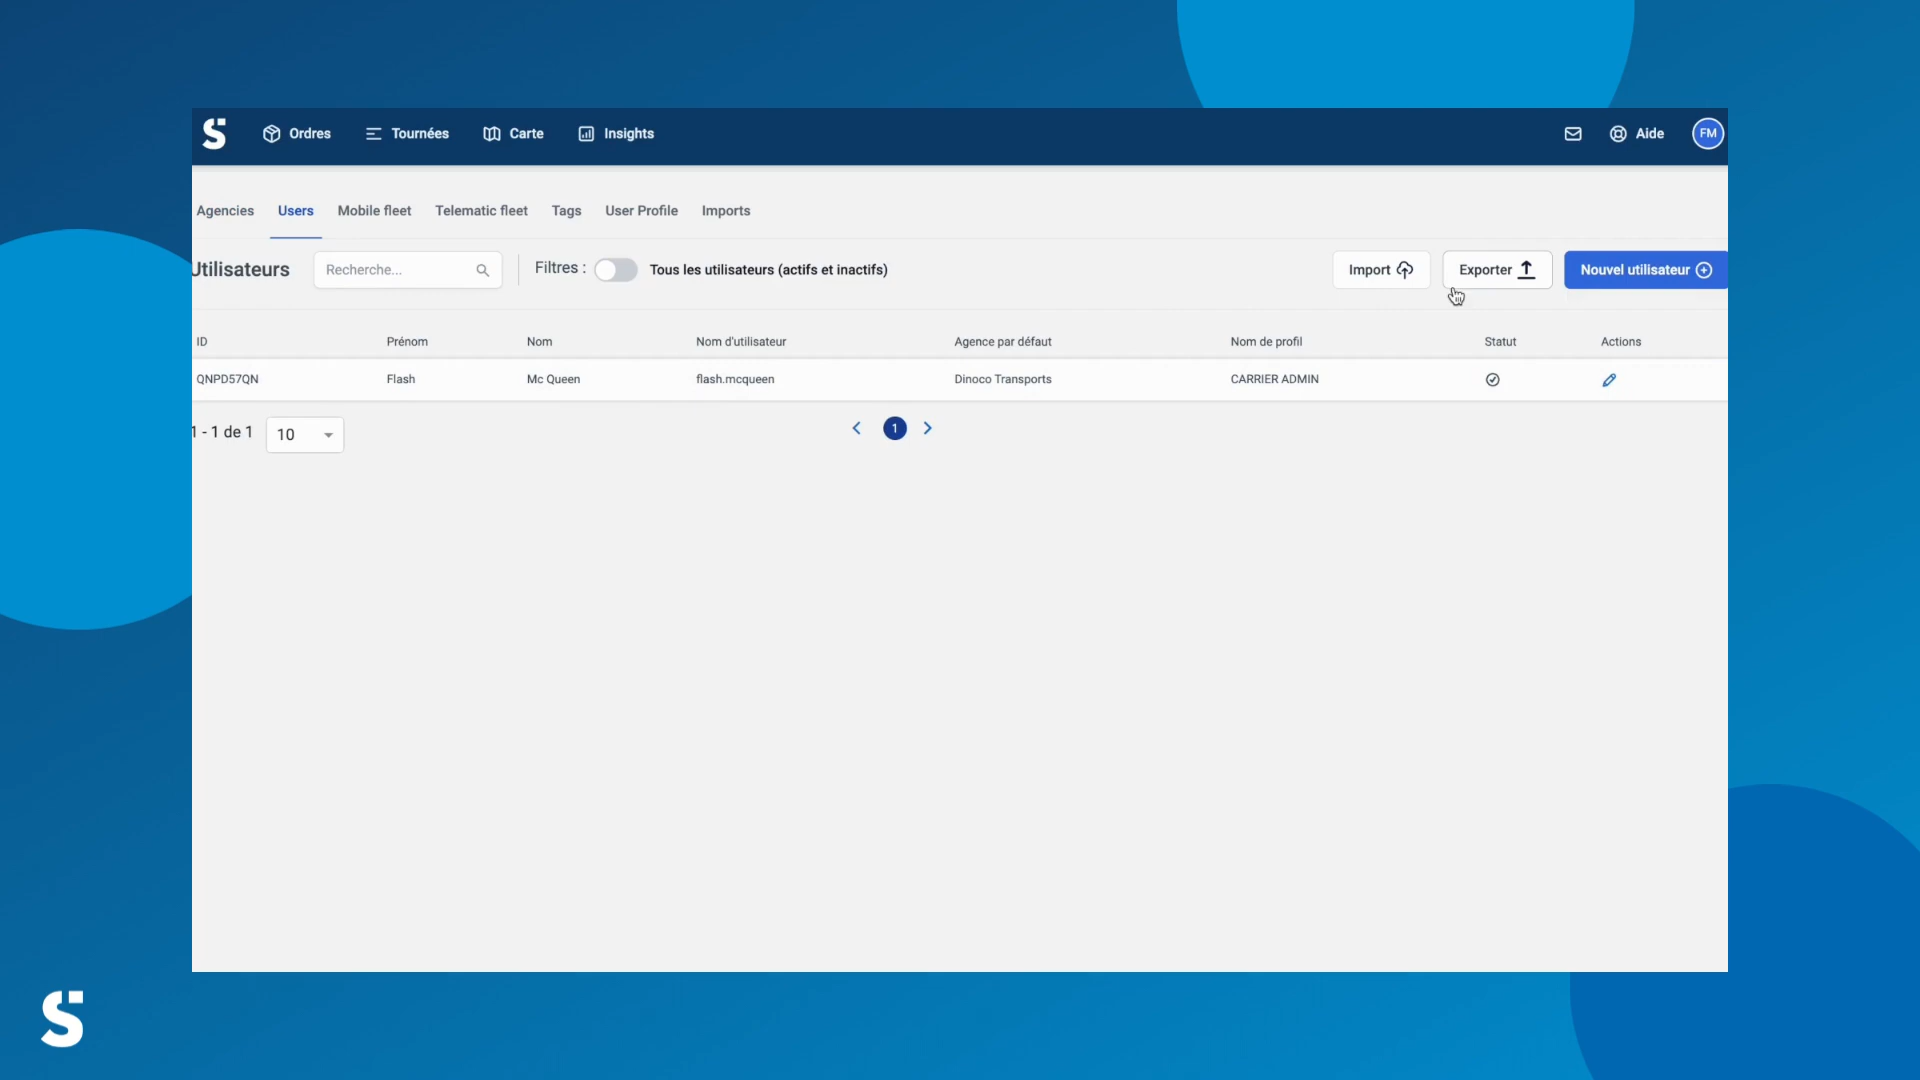 Ordres Tournées Carte Insights Aide FM
Agencies Users Mobile fleet Telematic fleet Tags User Profile Imports
Utilisateurs Recherche... Filtres : Tous les utilisateurs (actifs et inactifs) Import Exporter Nouvel utilisateur
ID Prénom Nom Nom d'utilisateur Agence par défaut Nom de profil Statut Actions
QNPD57QN Flash Mc Queen flash.mcqueen Dinoco Transports CARRIER ADMIN
1 - 1 de 1 10 1